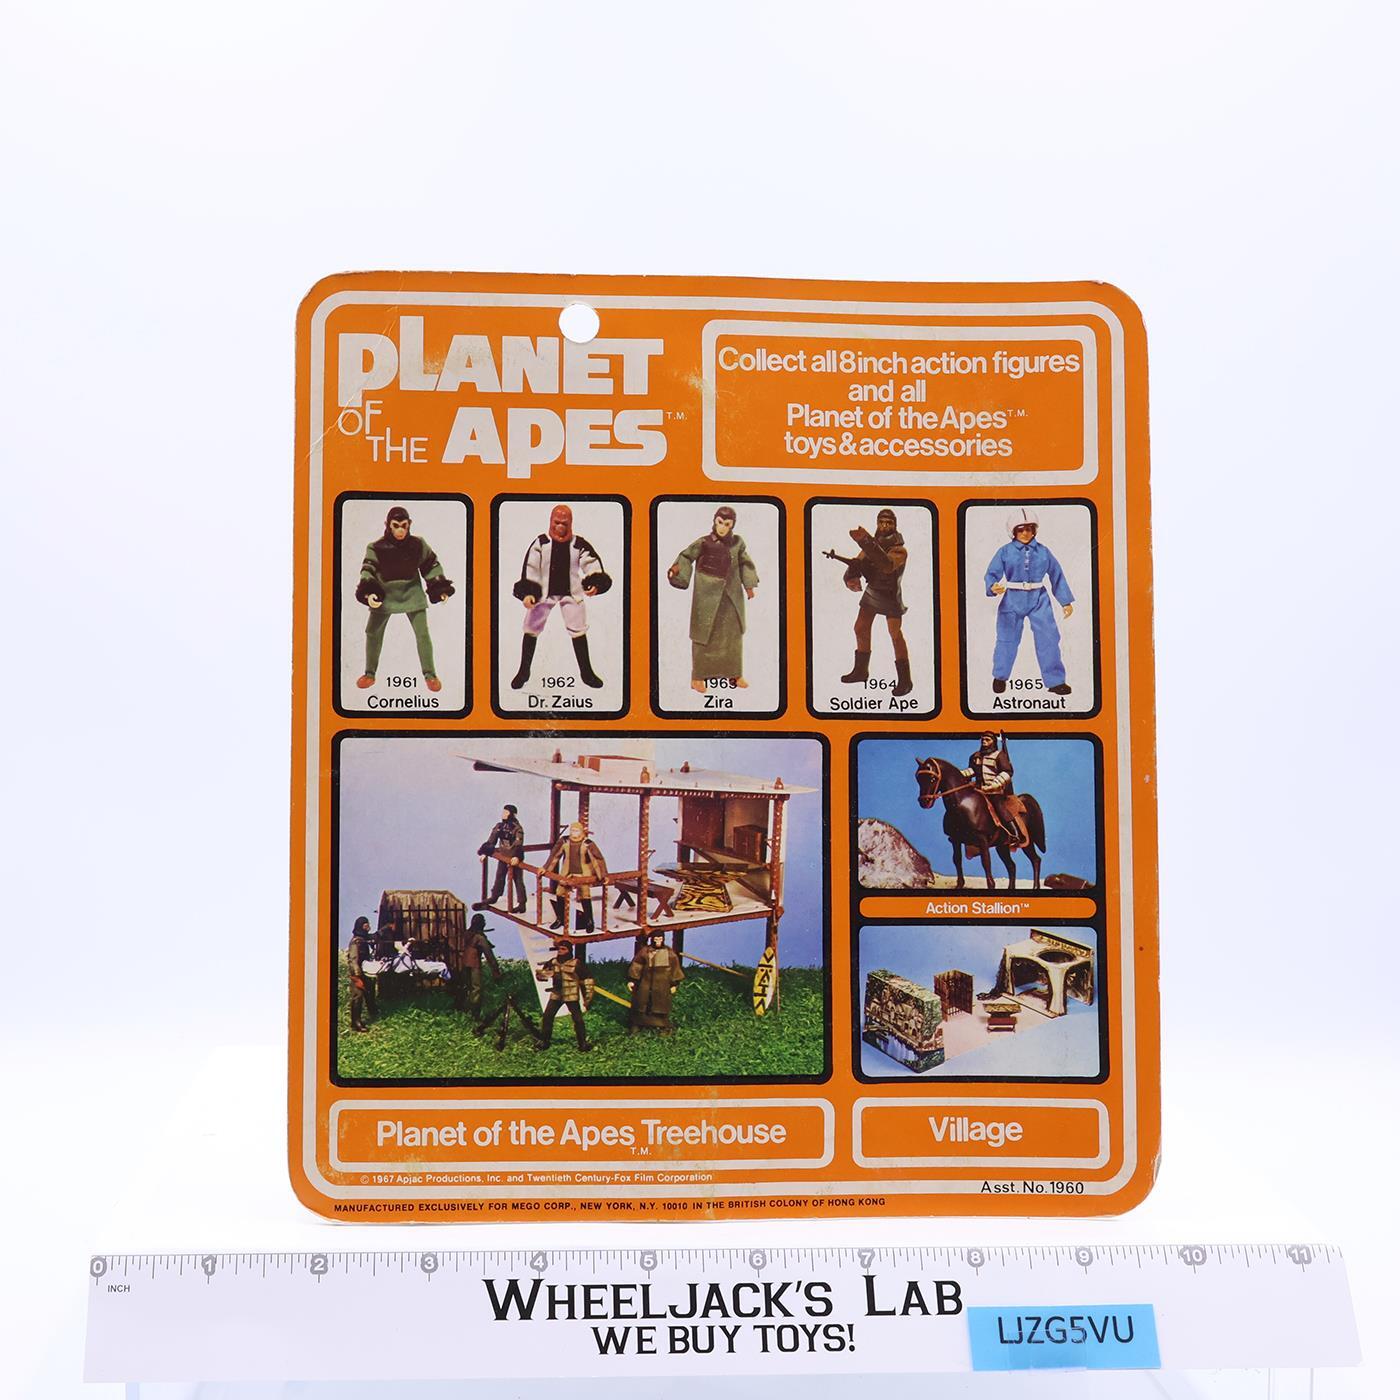 PLANET
OF
THE APES T.M.
Collect all 8 inch action figures
and all
Planet of the Apes T.M.
toys & accessories
1961
Cornelius
1962
Dr. Zaius
1963
Zira
1964
Soldier Ape
1965
Astronaut
Action Stallion™
Planet of the Apes Treehouse
T.M.
Village
© 1967 Apjac Productions, Inc. and Twentieth Century-Fox Film Corporation
Asst. No. 1960
MANUFACTURED EXCLUSIVELY FOR MEGO CORP., NEW YORK, N.Y. 10010 IN THE BRITISH COLONY OF HONG KONG
0 1 2 3 4 5 6 7 8 9 10 11
INCH
WHEELJACK'S LAB
WE BUY TOYS!
LJZG5VU